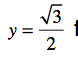 y = √3/2 f